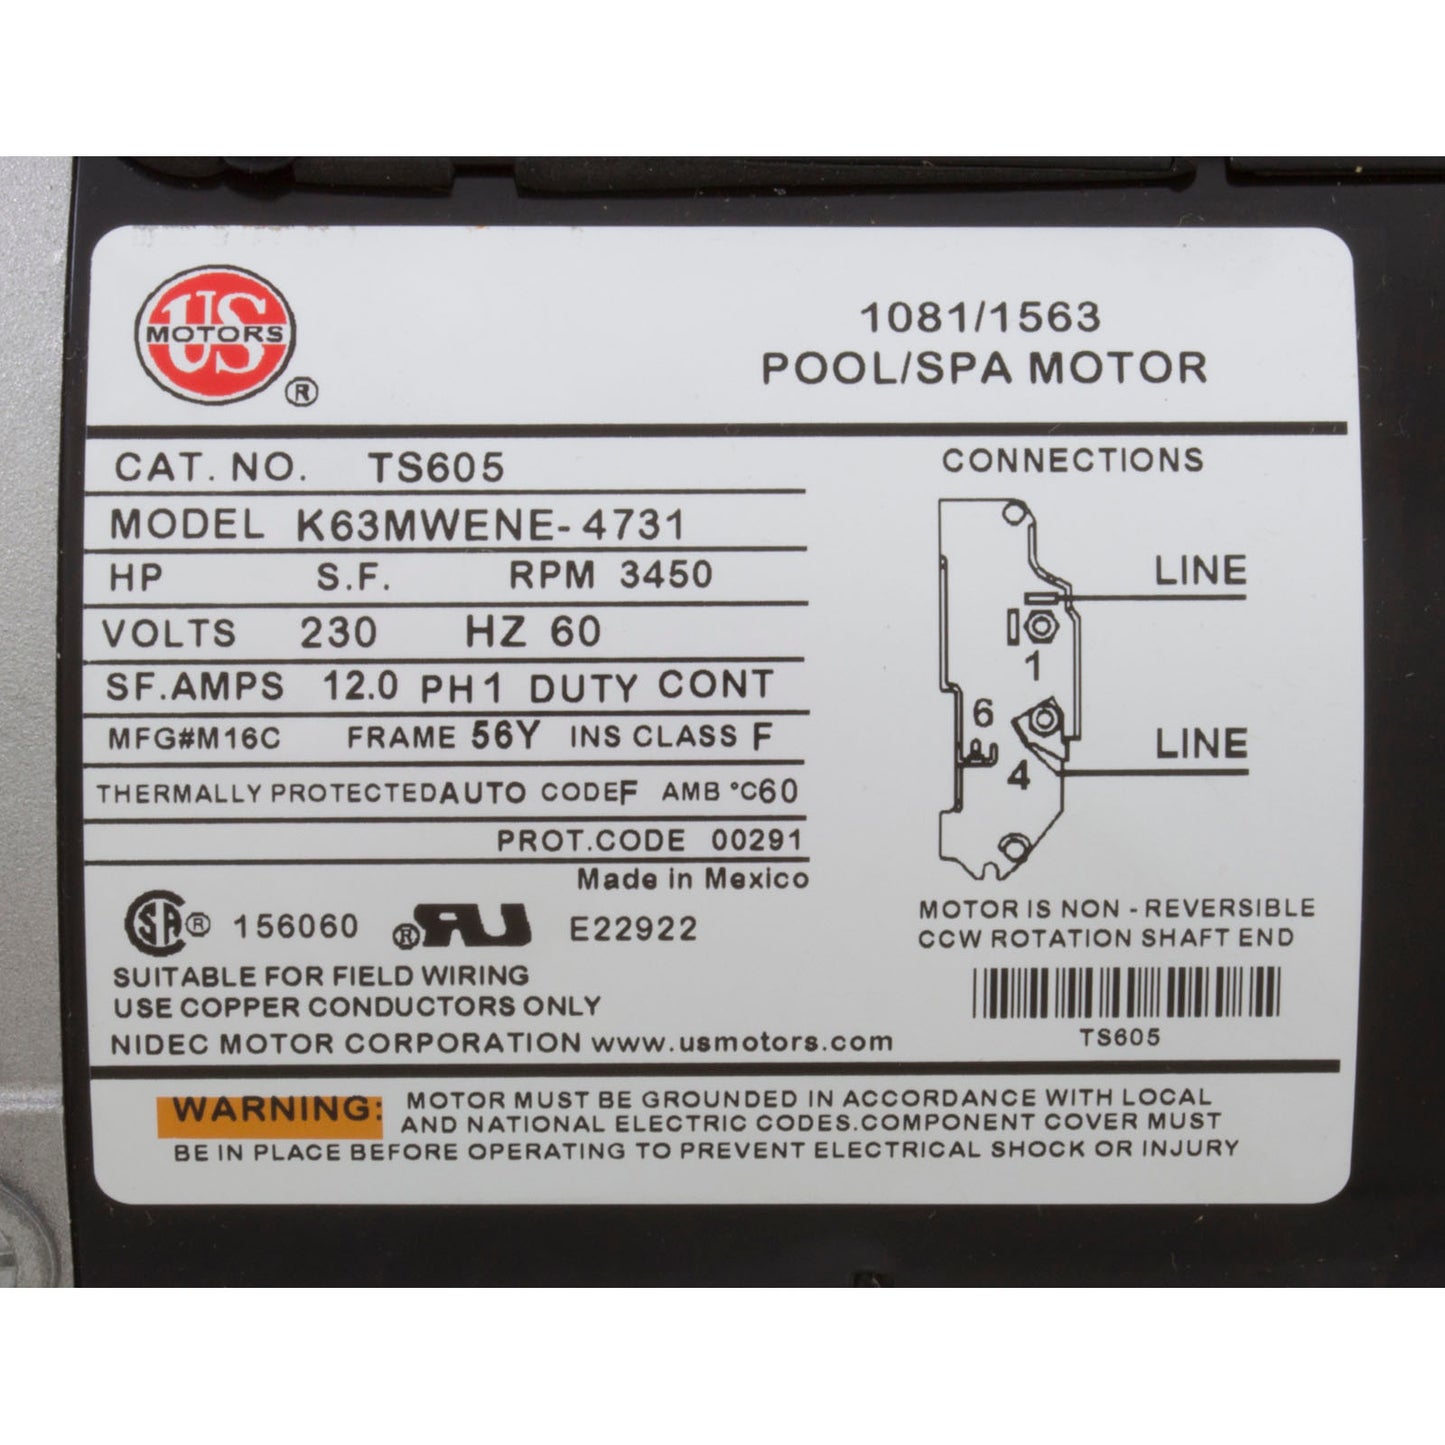 US
MOTORS
®
1081/1563
POOL/SPA MOTOR
CAT. NO. TS605
MODEL K63MWENE-4731
HP S.F. RPM 3450
VOLTS 230 HZ 60
SF.AMPS 12.0 PH1 DUTY CONT
MFG#M16C FRAME 56Y INS CLASS F
THERMALLY PROTECTEDAUTO CODEF AMB °C60
PROT.CODE 00291
Made in Mexico
SA® 156060 ®RU E22922
SUITABLE FOR FIELD WIRING
USE COPPER CONDUCTORS ONLY
NIDEC MOTOR CORPORATION www.usmotors.com
CONNECTIONS
LINE
1
6
LINE
4
MOTOR IS NON - REVERSIBLE
CCW ROTATION SHAFT END
TS605
WARNING: MOTOR MUST BE GROUNDED IN ACCORDANCE WITH LOCAL
AND NATIONAL ELECTRIC CODES.COMPONENT COVER MUST
BE IN PLACE BEFORE OPERATING TO PREVENT ELECTRICAL SHOCK OR INJURY